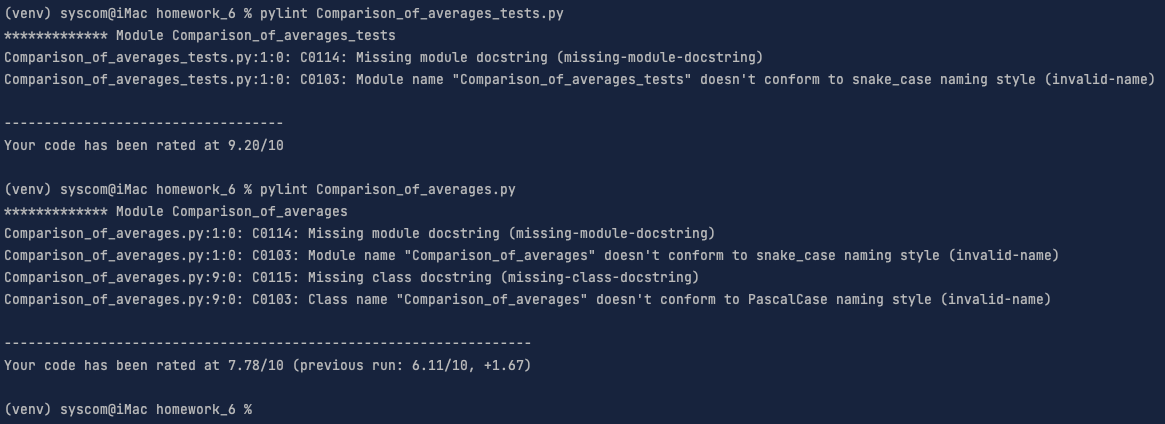 (venv) syscom@iMac homework_6 % pylint Comparison_of_averages_tests.py
************* Module Comparison_of_averages_tests
Comparison_of_averages_tests.py:1:0: C0114: Missing module docstring (missing-module-docstring)
Comparison_of_averages_tests.py:1:0: C0103: Module name "Comparison_of_averages_tests" doesn't conform to snake_case naming style (invalid-name)
-----------------------------------
Your code has been rated at 9.20/10
(venv) syscom@iMac homework_6 % pylint Comparison_of_averages.py
************* Module Comparison_of_averages
Comparison_of_averages.py:1:0: C0114: Missing module docstring (missing-module-docstring)
Comparison_of_averages.py:1:0: C0103: Module name "Comparison_of_averages" doesn't conform to snake_case naming style (invalid-name)
Comparison_of_averages.py:9:0: C0115: Missing class docstring (missing-class-docstring)
Comparison_of_averages.py:9:0: C0103: Class name "Comparison_of_averages" doesn't conform to PascalCase naming style (invalid-name)
------------------------------------------------------------------
Your code has been rated at 7.78/10 (previous run: 6.11/10, +1.67)
(venv) syscom@iMac homework_6 %